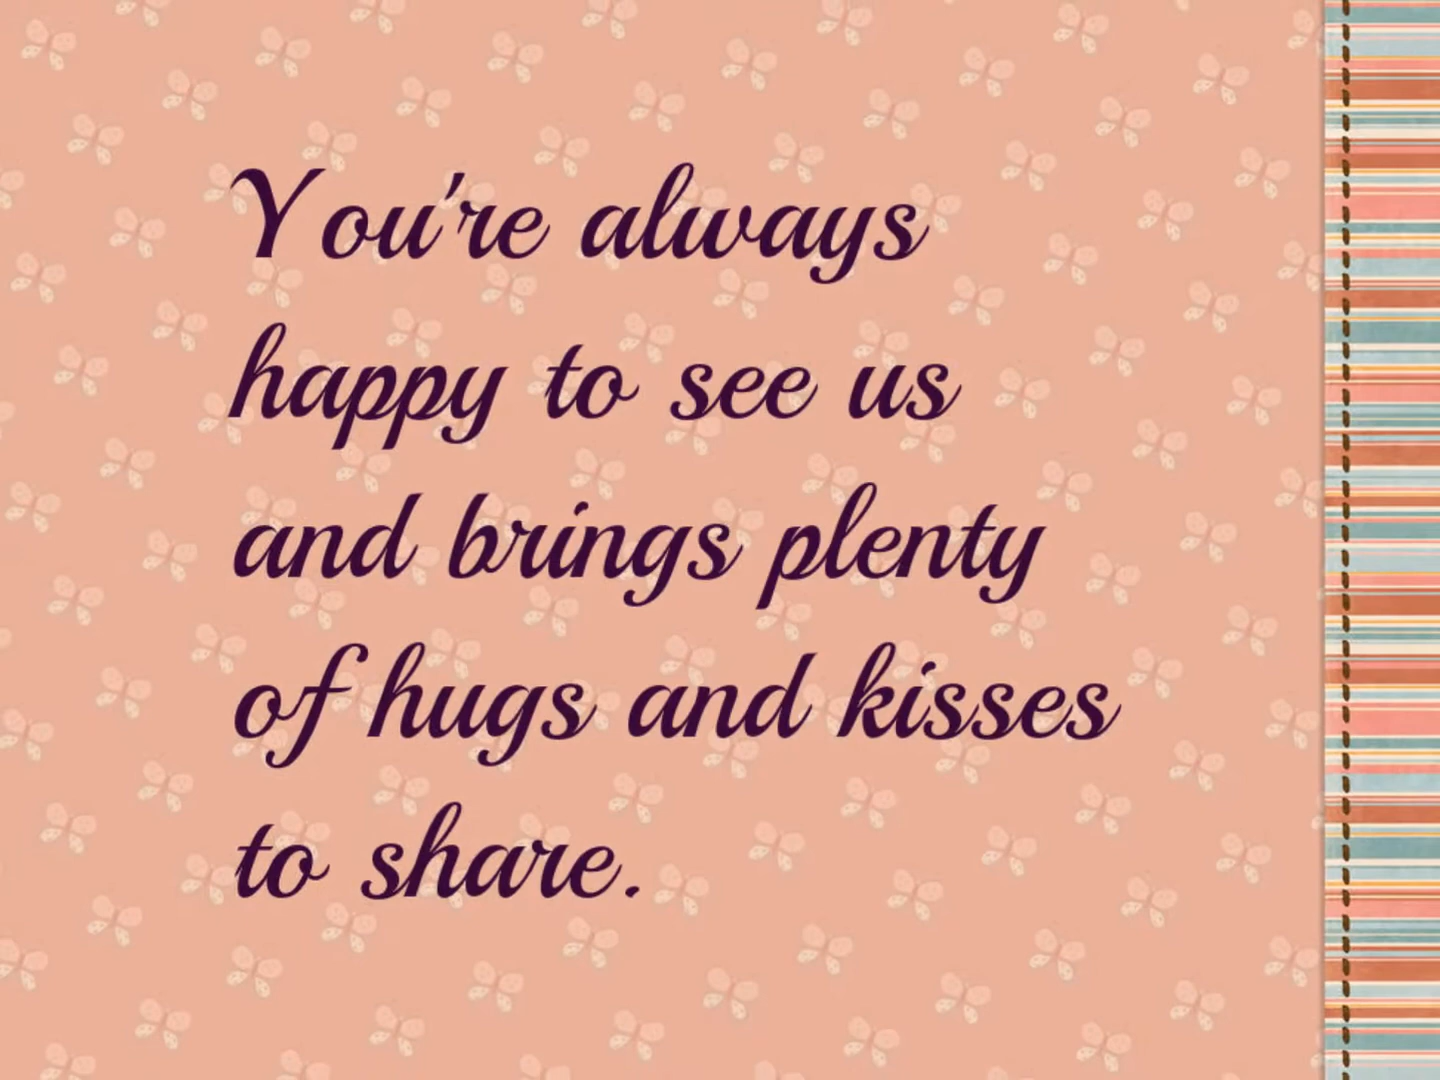 You're always
happy to see us
and brings plenty
of hugs and kisses
to share.